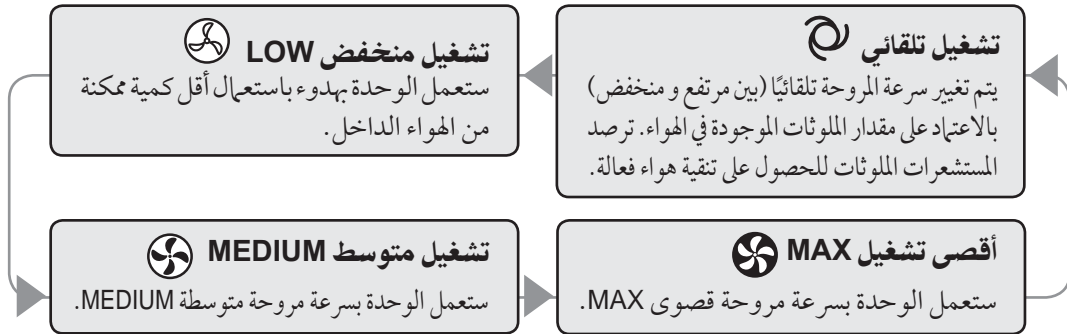 تشغيل تلقائي
يتم تغيير سرعة المروحة تلقائيًا (بين مرتفع و منخفض)
بالاعتماد على مقدار الملوثات الموجودة في الهواء. ترصد
المستشعرات الملوثات للحصول على تنقية هواء فعالة.
تشغيل منخفض LOW
ستعمل الوحدة بهدوء باستعمال أقل كمية ممكنة
من الهواء الداخل.
تشغيل متوسط MEDIUM
ستعمل الوحدة بسرعة مروحة متوسطة MEDIUM.
أقصى تشغيل MAX
ستعمل الوحدة بسرعة مروحة قصوى MAX.